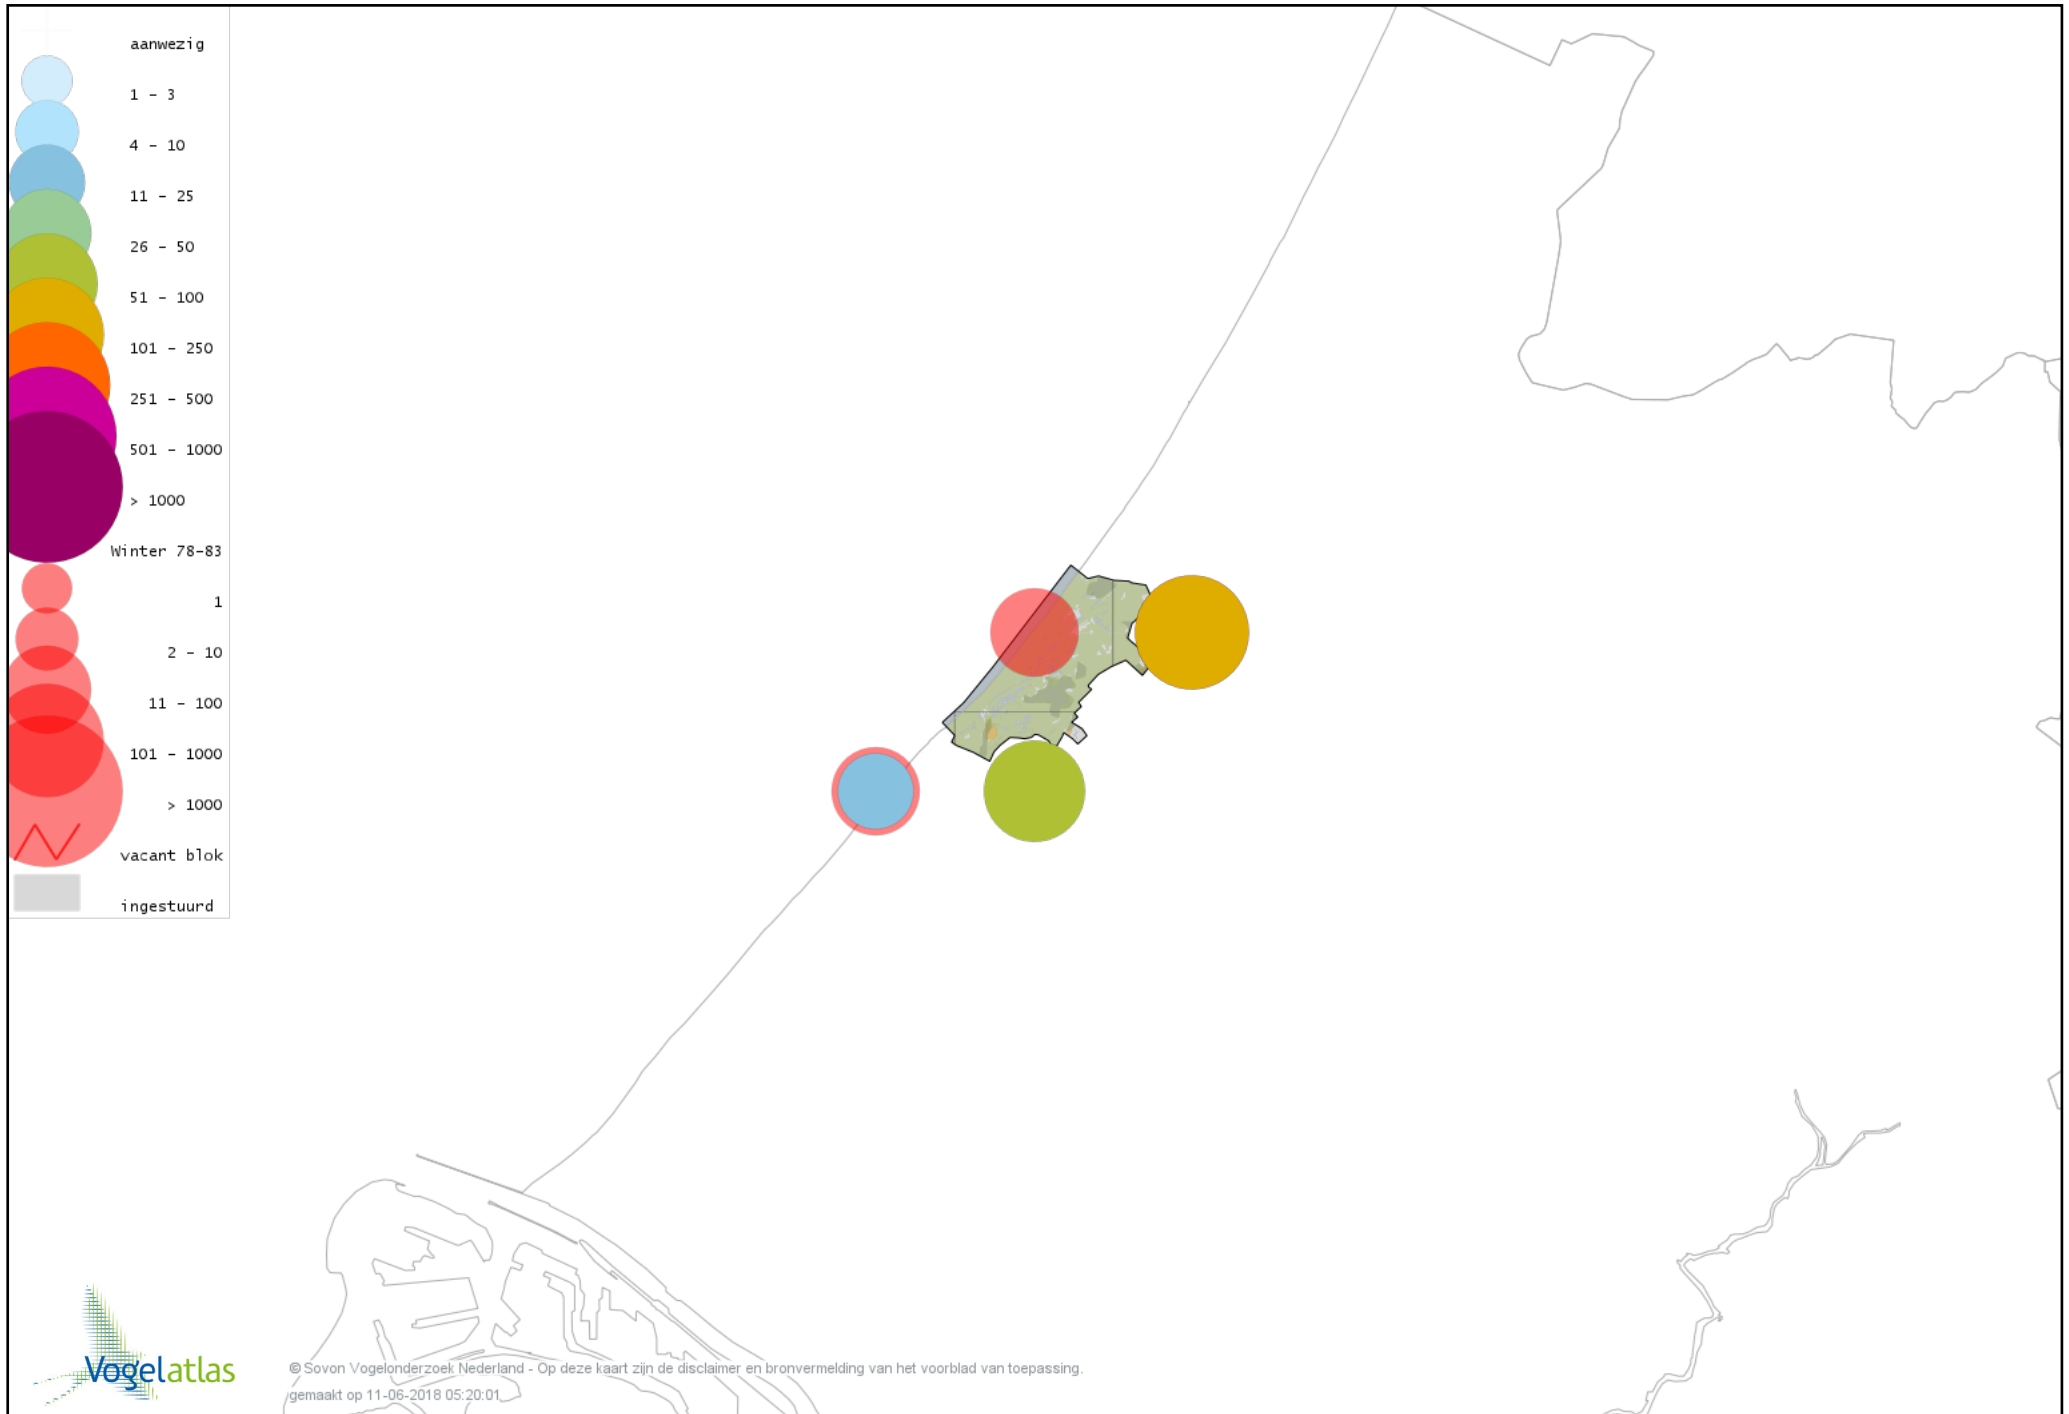 aanwezig
1 - 3
4 - 10
11 - 25
26 - 50
51 - 100
101 - 250
251 - 500
501 - 1000
> 1000
Winter 78-83
1
2 - 10
11 - 100
101 - 1000
> 1000
vacant blok
ingestuurd
Vogelatlas
© Sovon Vogelonderzoek Nederland - Op deze kaart zijn de disclaimer en bronvermelding van het voorblad van toepassing.
gemaakt op 11-06-2018 05:20:01